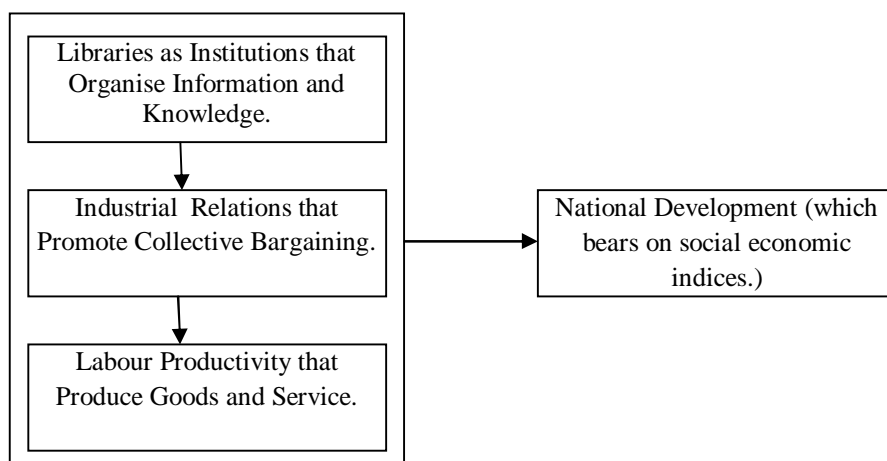 Libraries as Institutions that
Organise Information and
Knowledge.
Industrial Relations that
Promote Collective Bargaining.
Labour Productivity that
Produce Goods and Service.
National Development (which
bears on social economic
indices.)